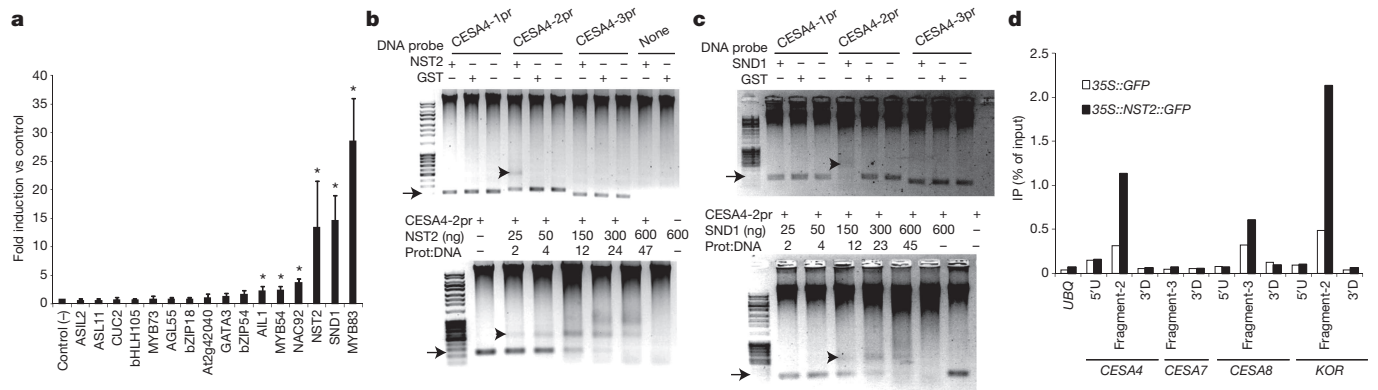 a
Fold induction vs control
40
35
30
25
20
15
10
5
0
* * * * * *
Control (–)
ASIL2
ASL11
CUC2
bHLH105
MYB73
AGL55
bZIP18
At2g42040
GATA3
bZIP54
AIL1
MYB54
NAC92
NST2
SND1
MYB83
b
CESA4-1pr CESA4-2pr CESA4-3pr None
DNA probe
NST2 + – – + – – + – – + –
GST – + – – + – – + – – –
CESA4-2pr + + + + + + –
NST2 (ng) – 25 50 150 300 600 600
Prot:DNA – 2 4 12 24 47 –
c
CESA4-1pr CESA4-2pr CESA4-3pr
DNA probe
SND1 + – – + – – + – –
GST – + – – + – – + –
CESA4-2pr + + + + + + +
SND1 (ng) 25 50 150 300 600 600 –
Prot:DNA 2 4 12 23 45 – –
d
IP (% of input)
2.5
2.0
1.5
1.0
0.5
0
35S::GFP
35S::NST2::GFP
UBQ
5′U
Fragment-2
3′D
Fragment-3
3′D
5′U
Fragment-3
3′D
5′U
Fragment-2
3′D
CESA4 CESA7 CESA8 KOR